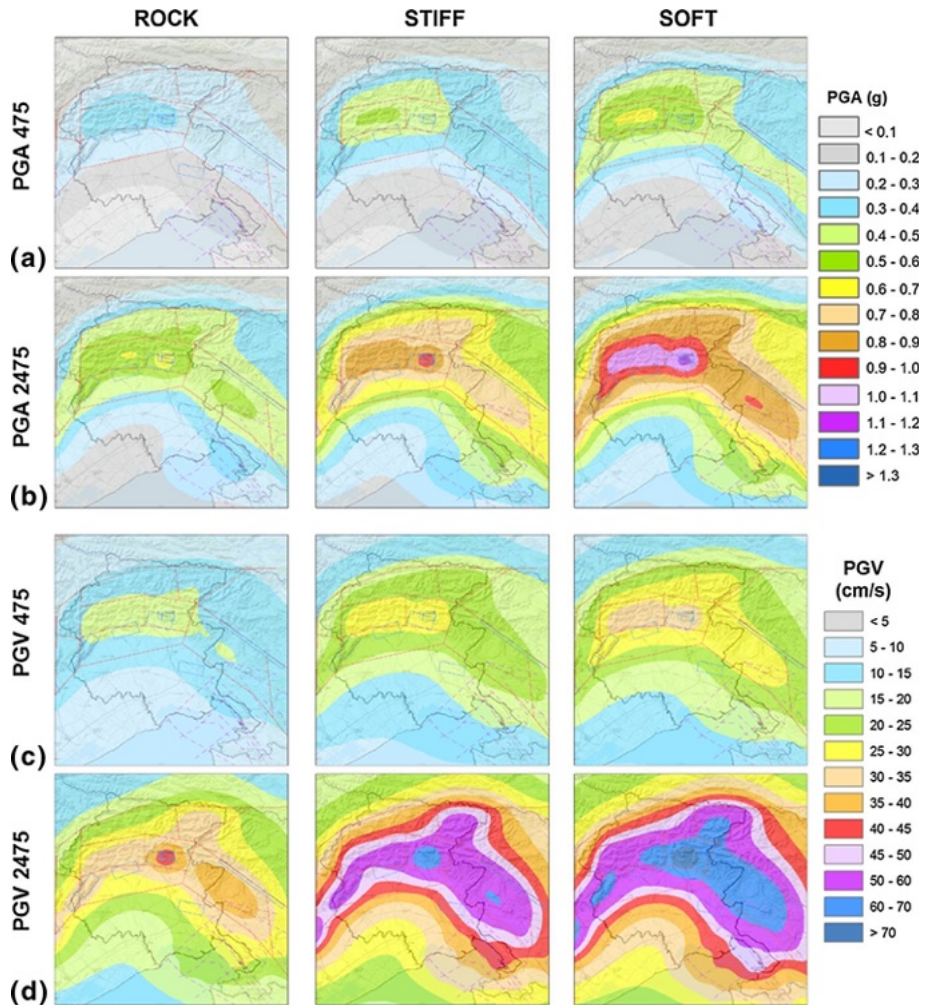 ROCK STIFF SOFT
PGA 475
(a)
PGA 2475
(b)
PGV 475
(c)
PGV 2475
(d)
PGA (g)
< 0.1
0.1 - 0.2
0.2 - 0.3
0.3 - 0.4
0.4 - 0.5
0.5 - 0.6
0.6 - 0.7
0.7 - 0.8
0.8 - 0.9
0.9 - 1.0
1.0 - 1.1
1.1 - 1.2
1.2 - 1.3
> 1.3
PGV
(cm/s)
< 5
5 - 10
10 - 15
15 - 20
20 - 25
25 - 30
30 - 35
35 - 40
40 - 45
45 - 50
50 - 60
60 - 70
> 70